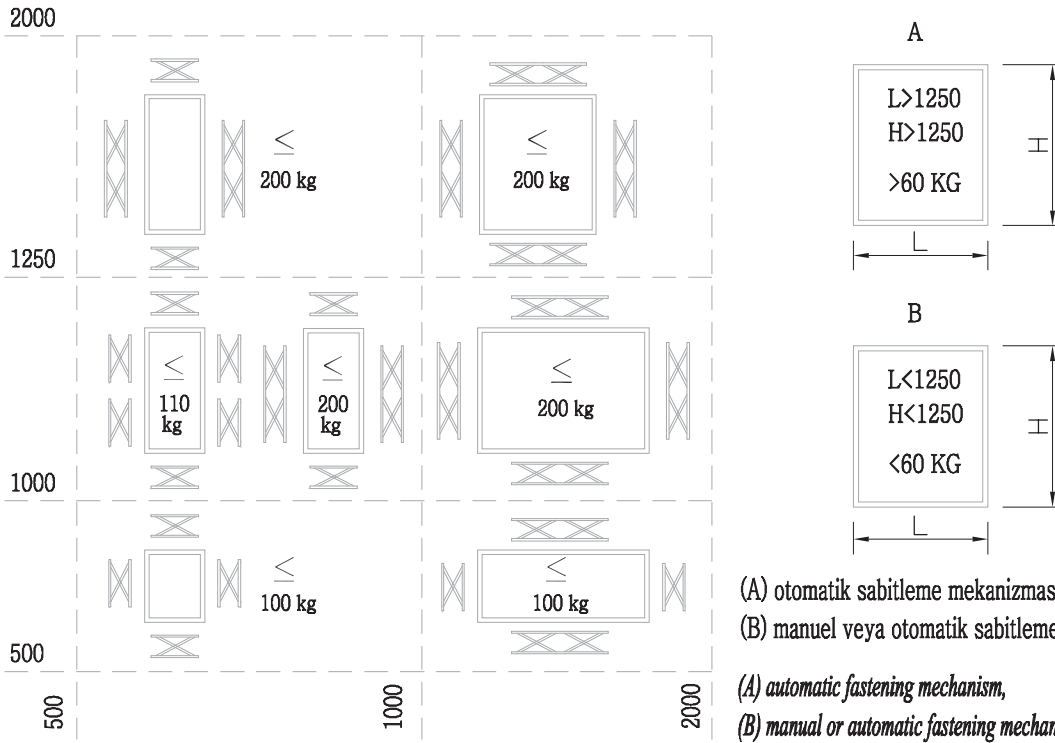 2000
≤
200 kg
≤
200 kg
1250
≤
110
kg
≤
200
kg
≤
200 kg
1000
≤
100 kg
≤
100 kg
500
500
1000
2000
A
L>1250
H>1250
>60 KG
H
L
B
L<1250
H<1250
<60 KG
H
L
(A) otomatik sabitleme mekanizması
(B) manuel veya otomatik sabitleme
(A) automatic fastening mechanism,
(B) manual or automatic fastening mechan